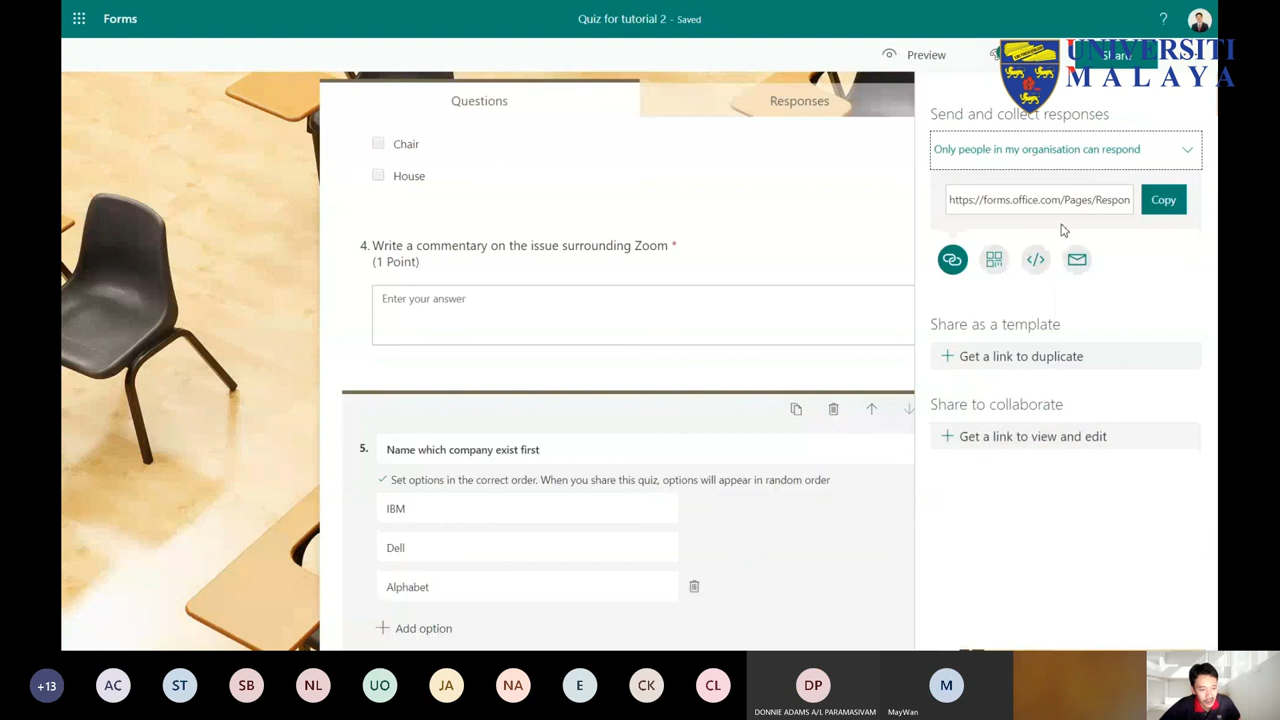 Forms
Quiz for tutorial 2 - Saved
?
Preview
Share
UNIVERSITI
MALAYA
Questions
Responses
Send and collect responses
Chair
Only people in my organisation can respond
House
https://forms.office.com/Pages/Respon
Copy
4. Write a commentary on the issue surrounding Zoom *
(1 Point)
</>
Enter your answer
Share as a template
+ Get a link to duplicate
Share to collaborate
+ Get a link to view and edit
5. Name which company exist first
Set options in the correct order. When you share this quiz, options will appear in random order
IBM
Dell
Alphabet
+ Add option
+13
AC
ST
SB
NL
UO
JA
NA
E
CK
CL
DP
M
DONNIE ADAMS A/L PARAMASIVAM
MayWan